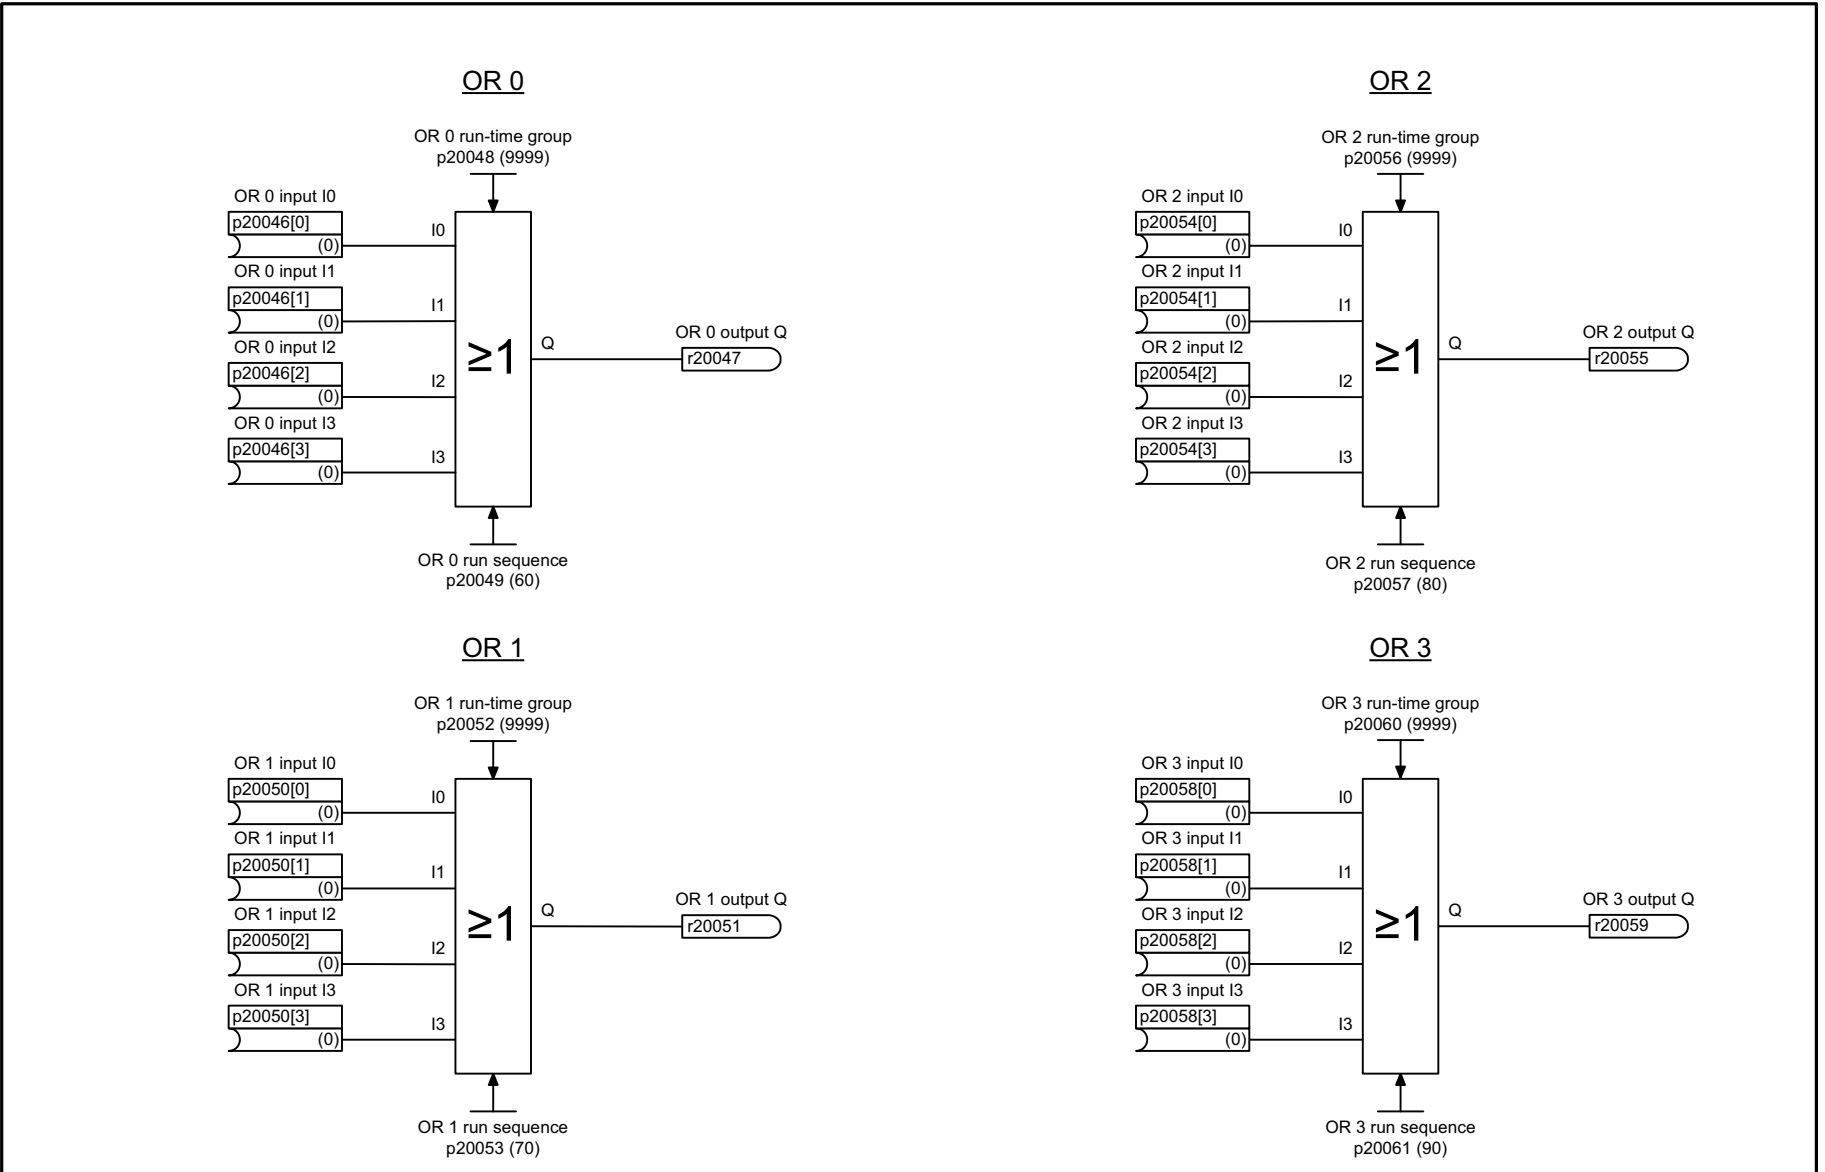 OR 0
OR 0 run-time group
p20048 (9999)
OR 0 input I0
p20046[0]
(0)
I0
OR 0 input I1
p20046[1]
(0)
I1
OR 0 input I2
p20046[2]
(0)
I2
OR 0 input I3
p20046[3]
(0)
I3
≥1
Q
OR 0 output Q
r20047
OR 0 run sequence
p20049 (60)
OR 2
OR 2 run-time group
p20056 (9999)
OR 2 input I0
p20054[0]
(0)
I0
OR 2 input I1
p20054[1]
(0)
I1
OR 2 input I2
p20054[2]
(0)
I2
OR 2 input I3
p20054[3]
(0)
I3
≥1
Q
OR 2 output Q
r20055
OR 2 run sequence
p20057 (80)
OR 1
OR 1 run-time group
p20052 (9999)
OR 1 input I0
p20050[0]
(0)
I0
OR 1 input I1
p20050[1]
(0)
I1
OR 1 input I2
p20050[2]
(0)
I2
OR 1 input I3
p20050[3]
(0)
I3
≥1
Q
OR 1 output Q
r20051
OR 1 run sequence
p20053 (70)
OR 3
OR 3 run-time group
p20060 (9999)
OR 3 input I0
p20058[0]
(0)
I0
OR 3 input I1
p20058[1]
(0)
I1
OR 3 input I2
p20058[2]
(0)
I2
OR 3 input I3
p20058[3]
(0)
I3
≥1
Q
OR 3 output Q
r20059
OR 3 run sequence
p20061 (90)